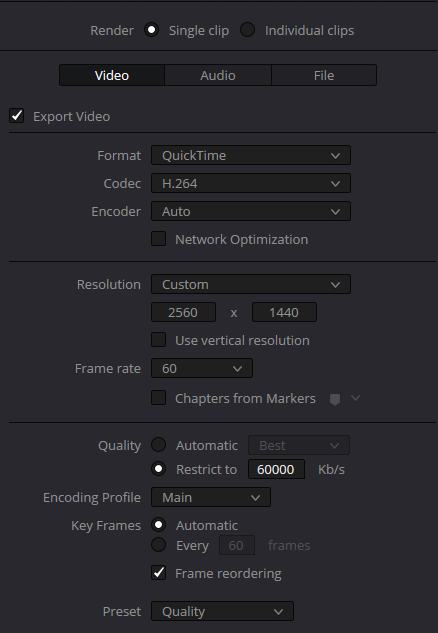 Render Single clip Individual clips
Video Audio File
Export Video
Format QuickTime
Codec H.264
Encoder Auto
Network Optimization
Resolution Custom
2560 x 1440
Use vertical resolution
Frame rate 60
Chapters from Markers
Quality Automatic Best
Restrict to 60000 Kb/s
Encoding Profile Main
Key Frames Automatic
Every 60 frames
Frame reordering
Preset Quality